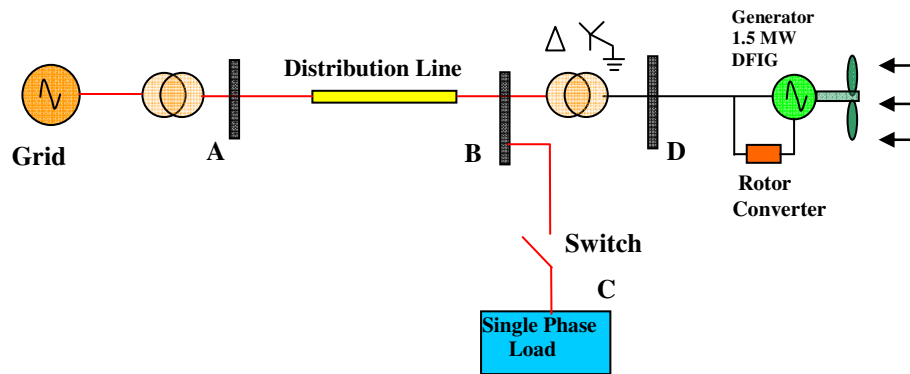 Generator
1.5 MW
DFIG
Δ
Distribution Line
Grid
A
B
D
Rotor
Converter
Switch
C
Single Phase
Load